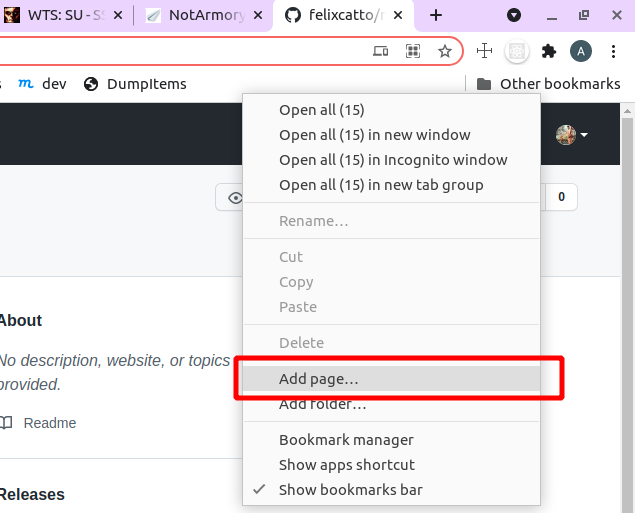 WTS: SU - SS
NotArmory
felixcatto/r
A
dev
DumpItems
Other bookmarks
Open all (15)
Open all (15) in new window
Open all (15) in Incognito window
Open all (15) in new tab group
0
Rename…
Cut
Copy
Paste
Delete
About
No description, website, or topics
provided.
Add page…
Add folder…
Readme
Bookmark manager
Show apps shortcut
Show bookmarks bar
Releases